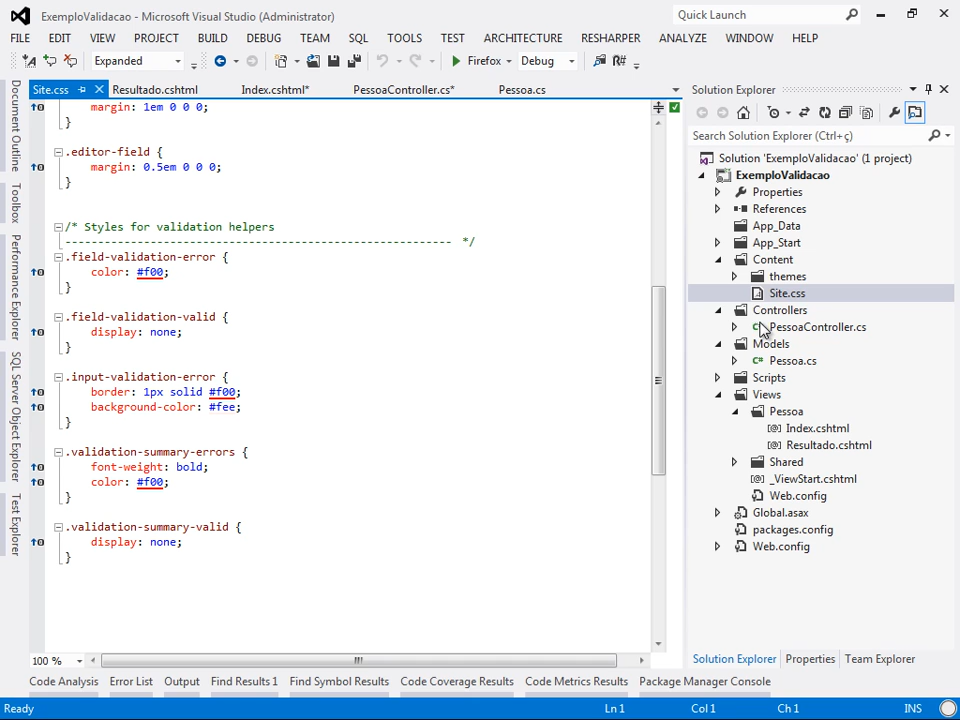 ExemploValidacao - Microsoft Visual Studio (Administrator)
Quick Launch
FILE EDIT VIEW PROJECT BUILD DEBUG TEAM SQL TOOLS TEST ARCHITECTURE RESHARPER ANALYZE WINDOW HELP
Expanded Firefox Debug R#
Site.css Resultado.cshtml Index.cshtml* PessoaController.cs* Pessoa.cs
Document Outline
Toolbox
Performance Explorer
SQL Server Object Explorer
Test Explorer
margin: 1em 0 0 0;
}
.editor-field {
margin: 0.5em 0 0 0;
}
/* Styles for validation helpers
----------------------------------------------------------- */
.field-validation-error {
color: #f00;
}
.field-validation-valid {
display: none;
}
.input-validation-error {
border: 1px solid #f00;
background-color: #fee;
}
.validation-summary-errors {
font-weight: bold;
color: #f00;
}
.validation-summary-valid {
display: none;
}
100 %
Solution Explorer
Search Solution Explorer (Ctrl+ç)
Solution 'ExemploValidacao' (1 project)
ExemploValidacao
Properties
References
App_Data
App_Start
Content
themes
Site.css
Controllers
C# PessoaController.cs
Models
C# Pessoa.cs
Scripts
Views
Pessoa
[@] Index.cshtml
[@] Resultado.cshtml
Shared
[@] _ViewStart.cshtml
Web.config
Global.asax
packages.config
Web.config
Solution Explorer Properties Team Explorer
Code Analysis Error List Output Find Results 1 Find Symbol Results Code Coverage Results Code Metrics Results Package Manager Console
Ready Ln 1 Col 1 Ch 1 INS